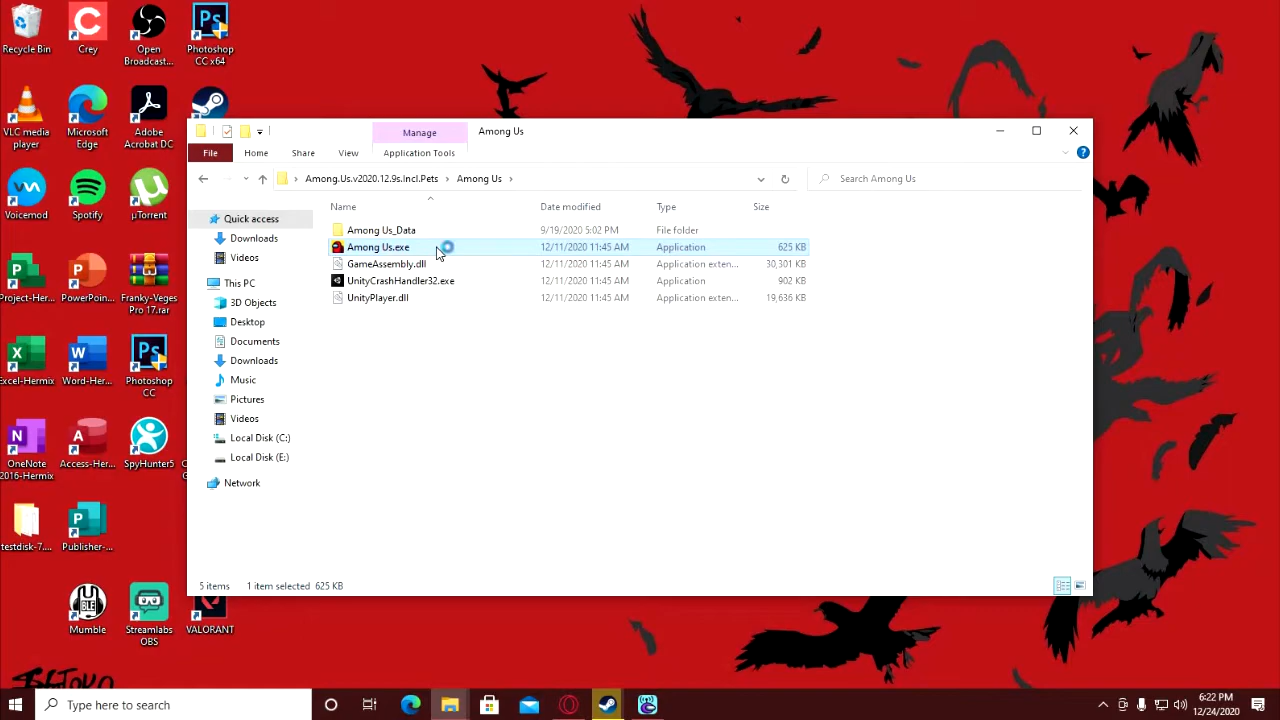 Recycle Bin
Crey
Open
Broadcast...
Photoshop
CC x64
VLC media
player
Microsoft
Edge
Adobe
Acrobat DC
Voicemod
Spotify
µTorrent
Project-Her...
PowerPoin...
Franky-Veges
Pro 17.rar
Excel-Hermix
Word-Her...
Photoshop
CC
OneNote
2016-Hermix
Access-Her...
SpyHunter5
testdisk-7....
Publisher-...
Mumble
Streamlabs
OBS
VALORANT
Manage
Among Us
File
Home
Share
View
Application Tools
Among.Us.v2020.12.9s.Incl.Pets
Among Us
Search Among Us
Name
Date modified
Type
Size
Among Us_Data
9/19/2020 5:02 PM
File folder
Among Us.exe
12/11/2020 11:45 AM
Application
625 KB
GameAssembly.dll
12/11/2020 11:45 AM
Application exten...
30,301 KB
UnityCrashHandler32.exe
12/11/2020 11:45 AM
Application
902 KB
UnityPlayer.dll
12/11/2020 11:45 AM
Application exten...
19,636 KB
Quick access
Downloads
Videos
This PC
3D Objects
Desktop
Documents
Downloads
Music
Pictures
Videos
Local Disk (C:)
Local Disk (E:)
Network
5 items
1 item selected 625 KB
Type here to search
6:22 PM
12/24/2020